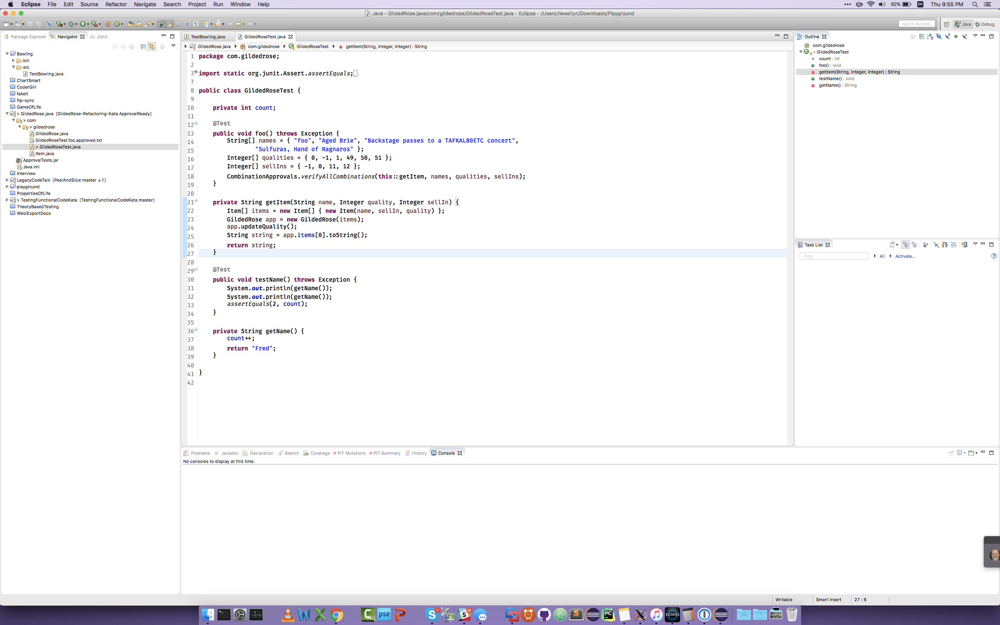 Eclipse File Edit Source Refactor Navigate Search Project Run Window Help 82% DV Thu 9:55 PM
Java - GildedRose.java/com/gildedrose/GildedRoseTest.java - Eclipse - /Users/llewellyn/Downloads/Playground
Quick Access Java Debug
Package Explorer Navigator JUnit
Bowling
bin
src
TestBowling.java
ChartSmart
CoderGirl
fakeit
ftp-sync
GameOfLife
> GildedRose.java [GildedRose-Refactoring-Kata ApprovalReady]
> com
> gildedrose
GildedRose.java
GildedRoseTest.foo.approved.txt
> GildedRoseTest.java
Item.java
ApprovalTests.jar
Java.iml
Interview
LegacyCodeTalk [PeelAndSlice master ↓1]
playground
PropertiesOfLife
> TestingFunctionalCodeKata [TestingFunctionalCodeKata master]
TheoryBasedTesting
WebiExportDocs
TestBowling.java GildedRoseTest.java
GildedRose.java com.gildedrose GildedRoseTest getItem(String, Integer, Integer) : String
1 package com.gildedrose;
2
3 import static org.junit.Assert.assertEquals;
7
8 public class GildedRoseTest {
9
10 private int count;
11
12 @Test
13 public void foo() throws Exception {
14 String[] names = { "foo", "Aged Brie", "Backstage passes to a TAFKAL80ETC concert",
15 "Sulfuras, Hand of Ragnaros" };
16 Integer[] qualities = { 0, -1, 1, 49, 50, 51 };
17 Integer[] sellIns = { -1, 0, 11, 12 };
18 CombinationApprovals.verifyAllCombinations(this::getItem, names, qualities, sellIns);
19 }
20
21 private String getItem(String name, Integer quality, Integer sellIn) {
22 Item[] items = new Item[] { new Item(name, sellIn, quality) };
23 GildedRose app = new GildedRose(items);
24 app.updateQuality();
25 String string = app.items[0].toString();
26 return string;
27 }
28
29 @Test
30 public void testName() throws Exception {
31 System.out.println(getName());
32 System.out.println(getName());
33 assertEquals(2, count);
34 }
35
36 private String getName() {
37 count++;
38 return "Fred";
39 }
40
41 }
42
Outline
com.gildedrose
> GildedRoseTest
count : int
foo() : void
getItem(String, Integer, Integer) : String
testName() : void
getName() : String
Task List
Find All Activate...
Problems @ Javadoc Declaration Search Coverage PIT Mutations PIT Summary History Console
No consoles to display at this time.
Writable Smart Insert 27 : 6
W X pse P S 1 S 26 S PC X SONOS